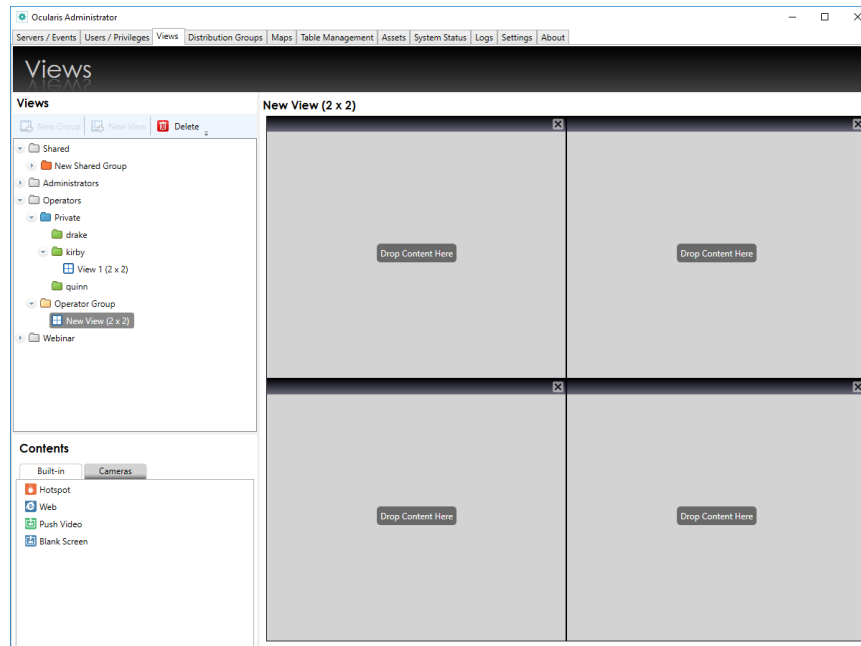 Ocularis Administrator
Servers / Events Users / Privileges Views Distribution Groups Maps Table Management Assets System Status Logs Settings About
Views
Views
New Group New View Delete
Shared
New Shared Group
Administrators
Operators
Private
drake
kirby
View 1 (2 x 2)
quinn
Operator Group
New View (2 x 2)
Webinar
Contents
Built-in Cameras
Hotspot
Web
Push Video
Blank Screen
New View (2 x 2)
Drop Content Here Drop Content Here
Drop Content Here Drop Content Here